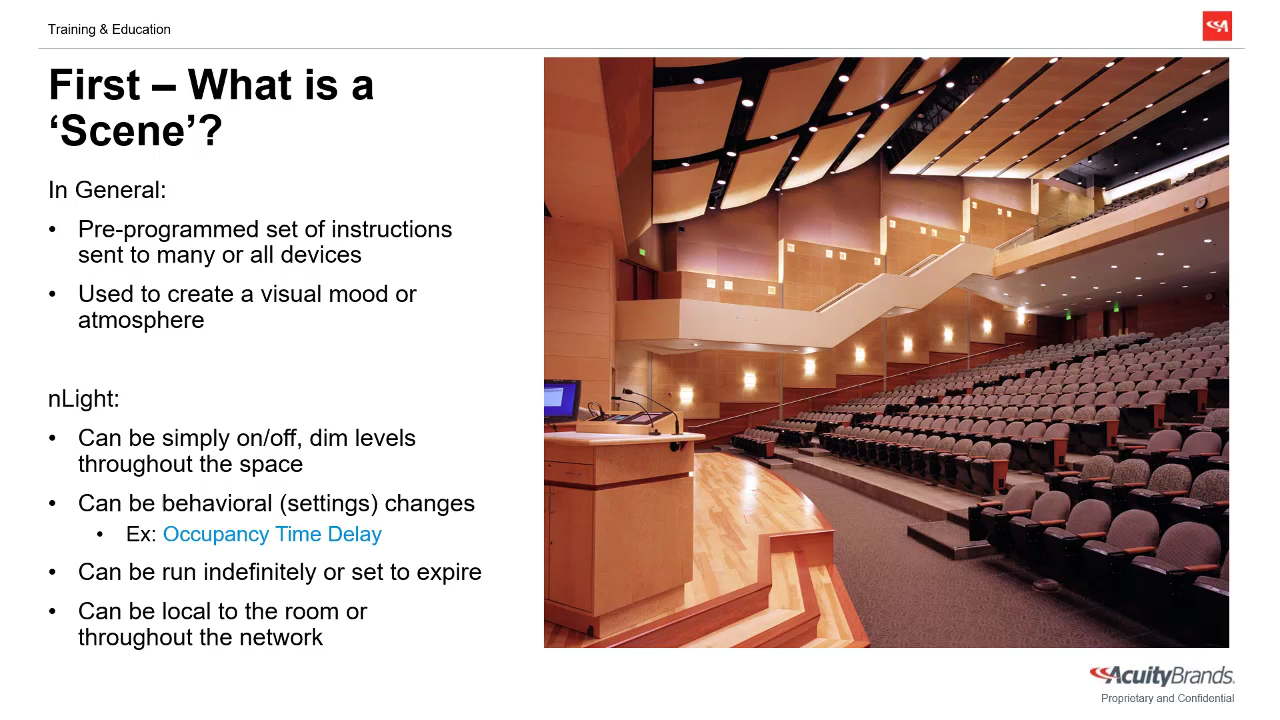 Training & Education
First – What is a
‘Scene’?
In General:
• Pre-programmed set of instructions
sent to many or all devices
• Used to create a visual mood or
atmosphere
nLight:
• Can be simply on/off, dim levels
throughout the space
• Can be behavioral (settings) changes
• Ex: Occupancy Time Delay
• Can be run indefinitely or set to expire
• Can be local to the room or
throughout the network
AcuityBrands.
Proprietary and Confidential